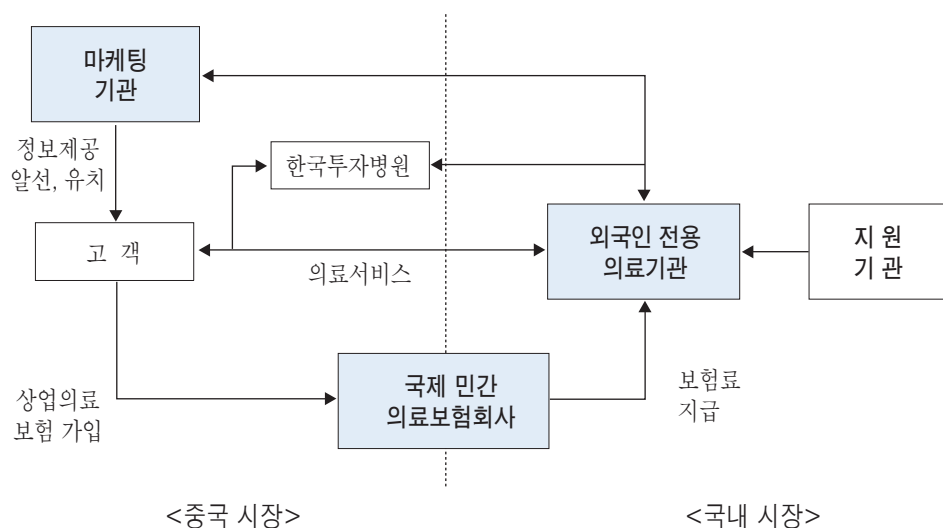 마케팅
기관
정보제공
알선, 유치
한국투자병원
고 객
의료서비스
외국인 전용
의료기관
지 원
기 관
국제 민간
의료보험회사
상업의료
보험 가입
보험료
지급
<중국 시장>
<국내 시장>